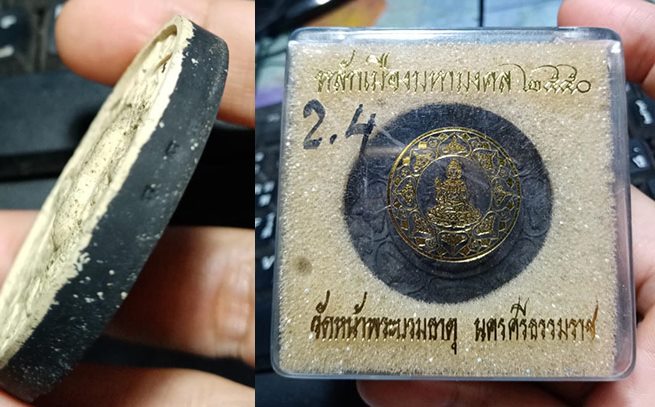 หลักเมืองมหามงคล ๒๕๕๐
2.4
วัดหน้าพระบรมธาตุ นครศรีธรรมราช